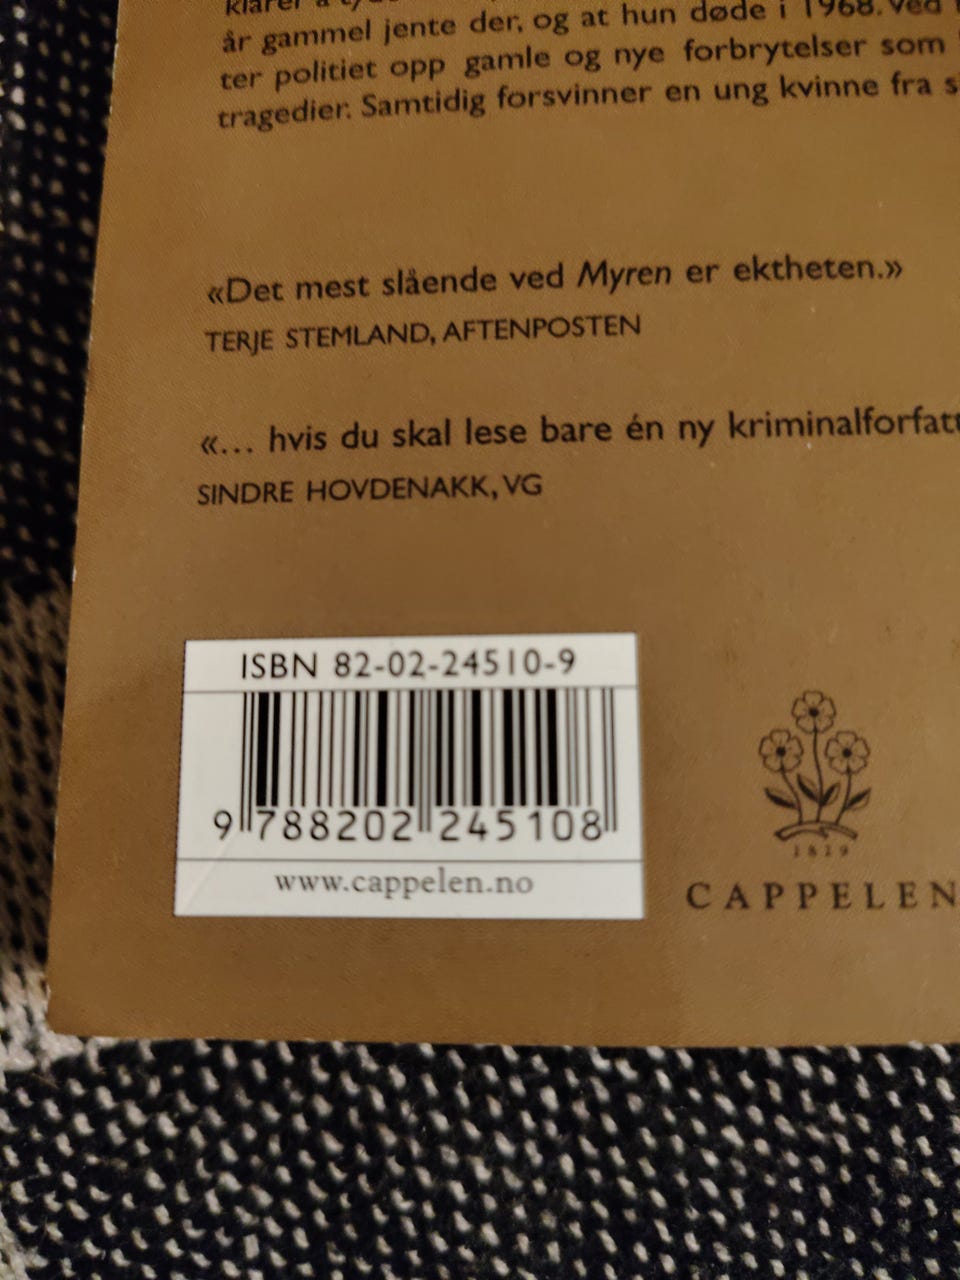 klarer å
år gammel jente der, og at hun døde i 1968. Ved
ter politiet opp gamle og nye forbrytelser som
tragedier. Samtidig forsvinner en ung kvinne fra s
«Det mest slående ved Myren er ektheten.»
TERJE STEMLAND, AFTENPOSTEN
«... hvis du skal lese bare én ny kriminalforfatt
SINDRE HOVDENAKK, VG
ISBN 82-02-24510-9
9 788202 245108
www.cappelen.no
1829
CAPPELEN